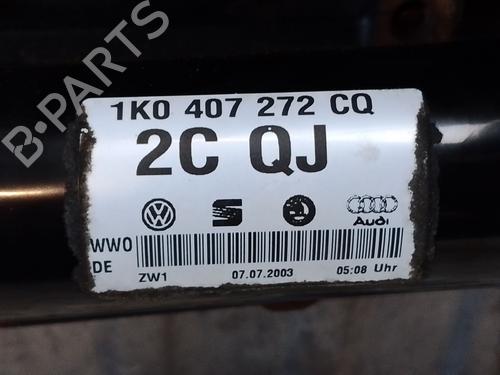 B-PARTS
1K0 407 272 CQ
2C QJ
Audi
WWO
DE
ZW1 07.07.2003 05:08 Uhr